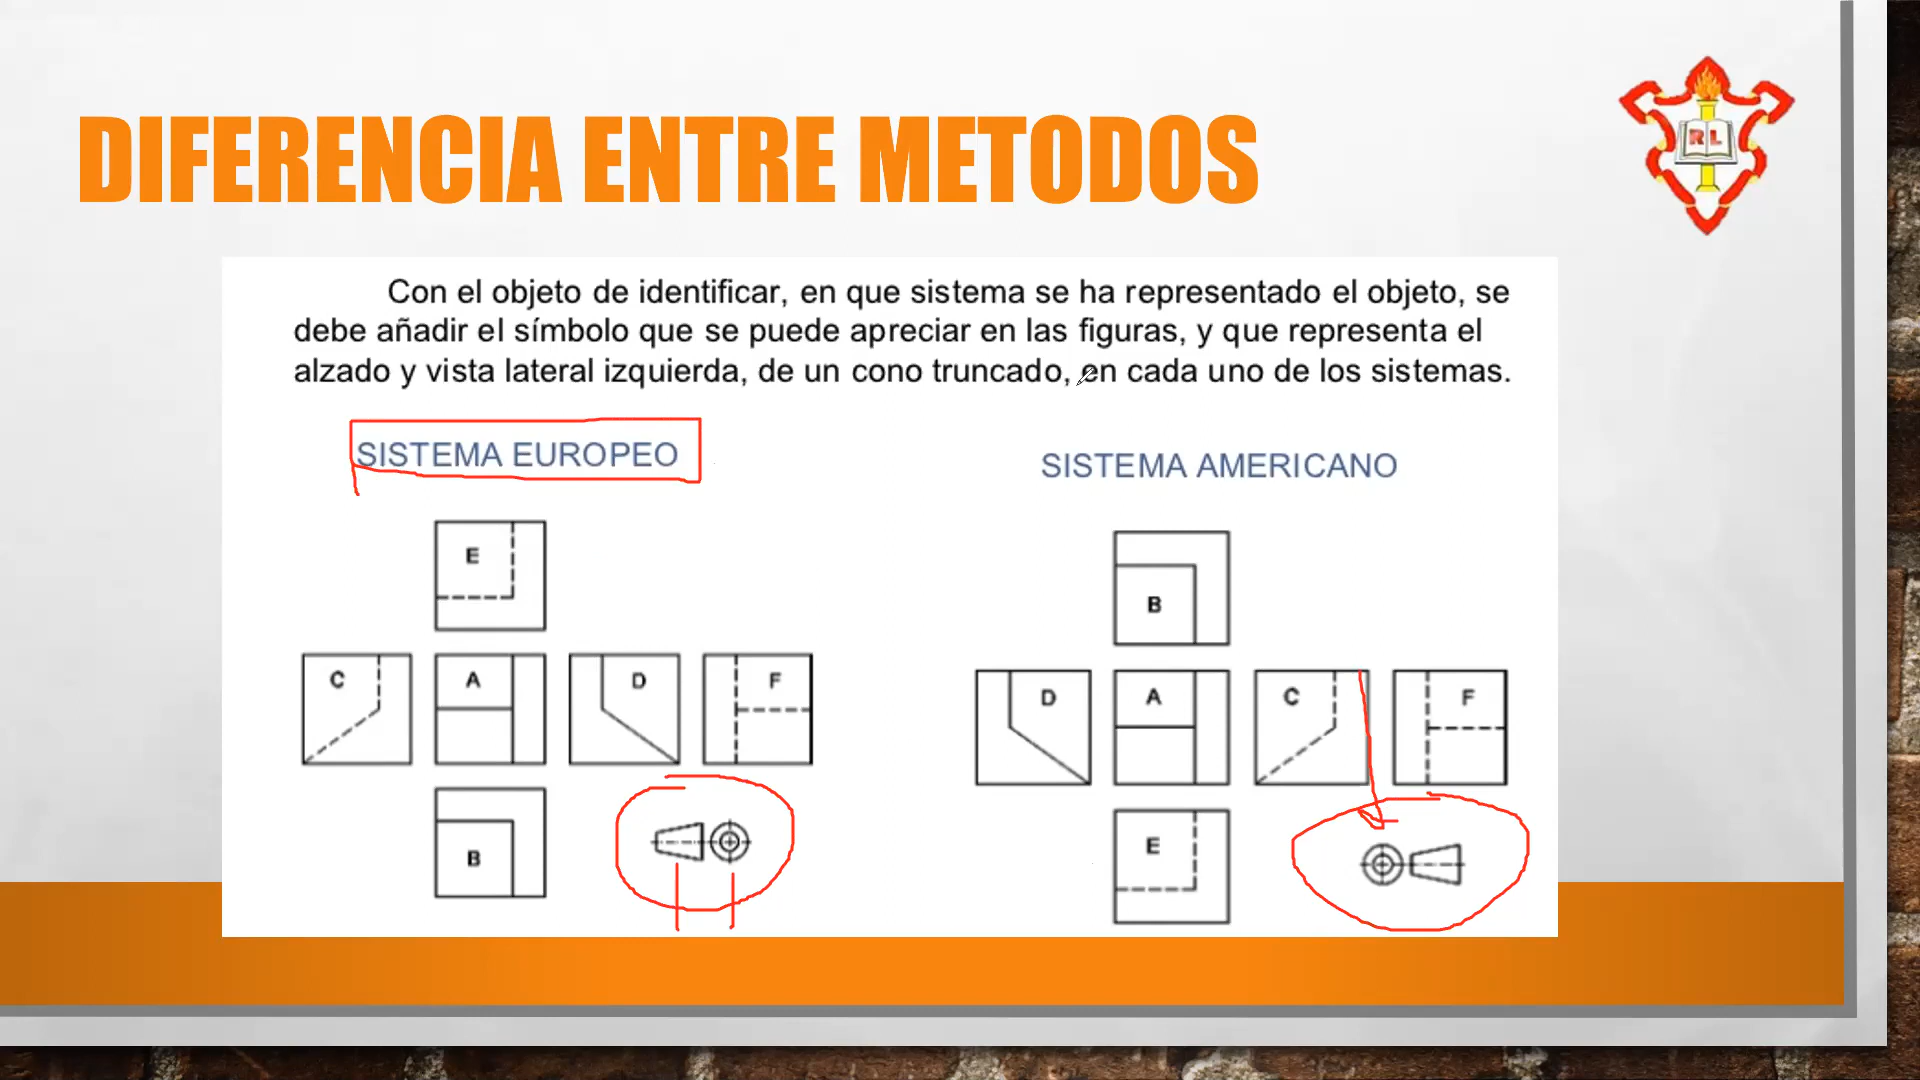 DIFERENCIA ENTRE METODOS
RL
Con el objeto de identificar, en que sistema se ha representado el objeto, se
debe añadir el símbolo que se puede apreciar en las figuras, y que representa el
alzado y vista lateral izquierda, de un cono truncado, en cada uno de los sistemas.
SISTEMA EUROPEO
E
C A D F
B
SISTEMA AMERICANO
B
D A C F
E